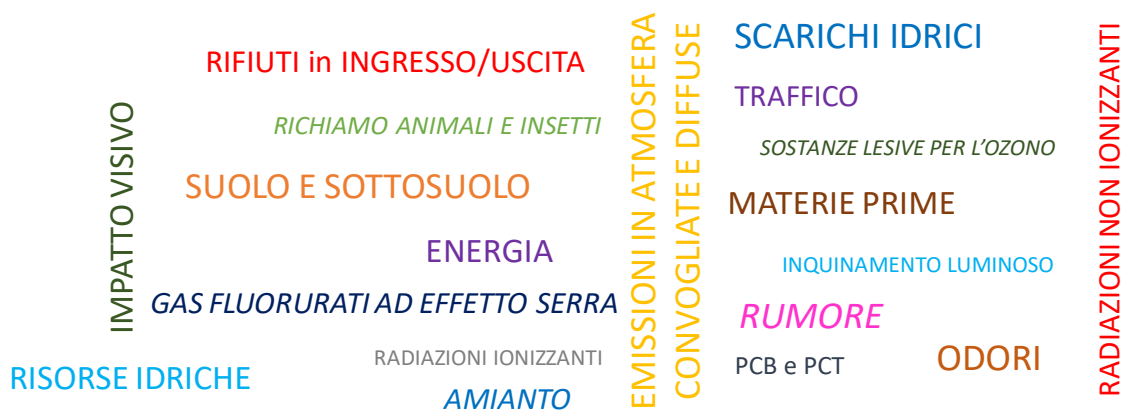 RIFIUTI in INGRESSO/USCITA
RICHIAMO ANIMALI E INSETTI
IMPATTO VISIVO
SUOLO E SOTTOSUOLO
ENERGIA
GAS FLUORURATI AD EFFETTO SERRA
RADIAZIONI IONIZZANTI
RISORSE IDRICHE
AMIANTO
EMISSIONI IN ATMOSFERA
CONVOGLIATE E DIFFUSE
SCARICHI IDRICI
TRAFFICO
SOSTANZE LESIVE PER L’OZONO
MATERIE PRIME
INQUINAMENTO LUMINOSO
RUMORE
PCB e PCT
ODORI
RADIAZIONI NON IONIZZANTI